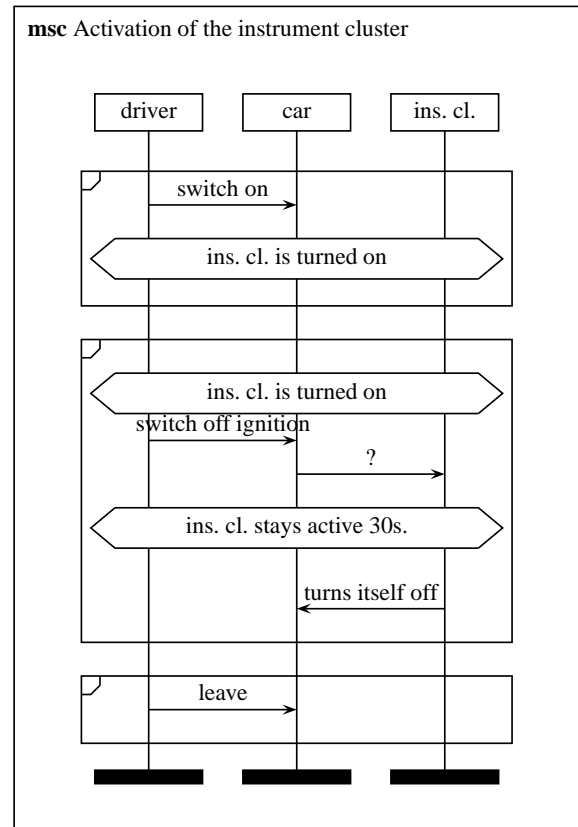 msc Activation of the instrument cluster
driver
car
ins. cl.
switch on
ins. cl. is turned on
ins. cl. is turned on
switch off ignition
?
ins. cl. stays active 30s.
turns itself off
leave